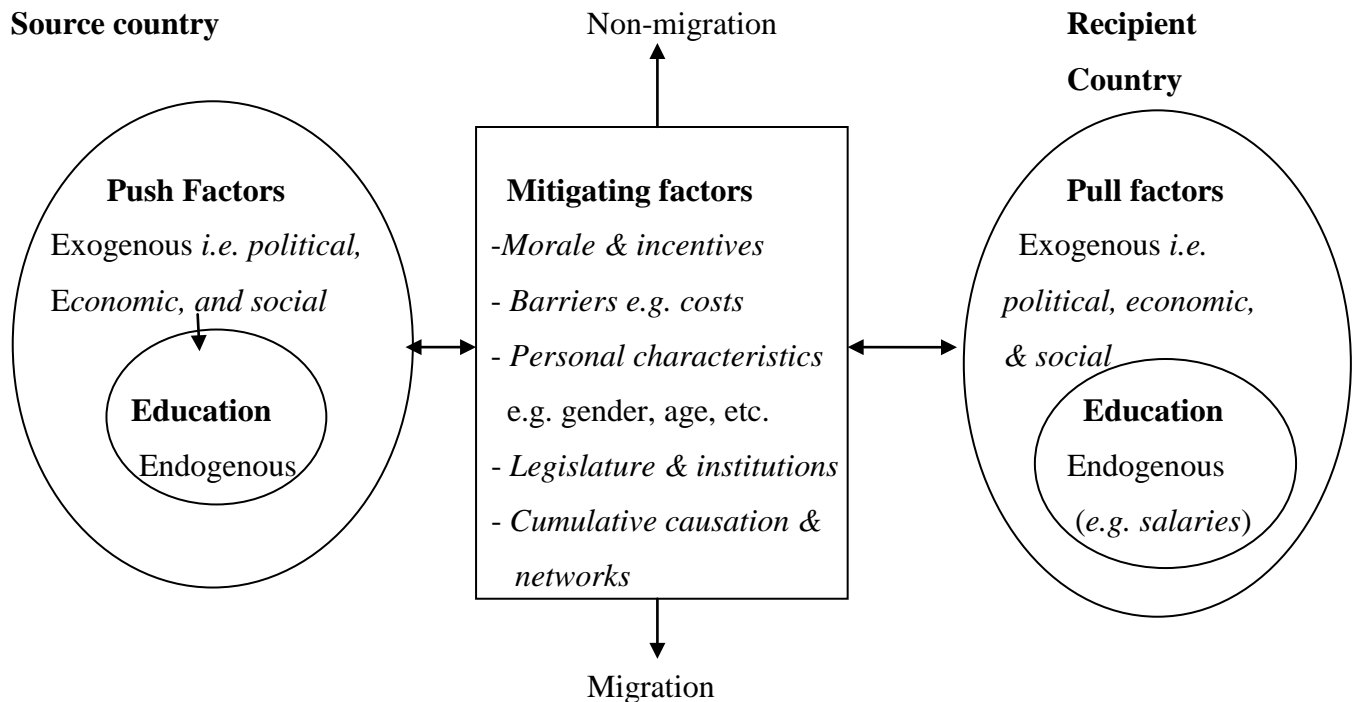 Source country
Non-migration
Recipient
Country
Push Factors
Exogenous i.e. political,
Economic, and social
Education
Endogenous
Mitigating factors
-Morale & incentives
- Barriers e.g. costs
- Personal characteristics
e.g. gender, age, etc.
- Legislature & institutions
- Cumulative causation &
networks
Pull factors
Exogenous i.e.
political, economic,
& social
Education
Endogenous
(e.g. salaries)
Migration